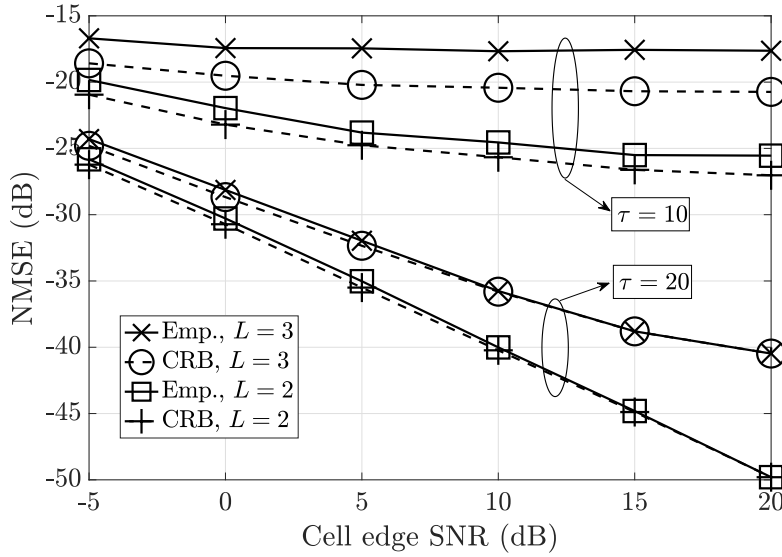 -15
-20
-25
-30
-35
-40
-45
-50
NMSE (dB)
τ = 10
τ = 20
Emp., L = 3
CRB, L = 3
Emp., L = 2
CRB, L = 2
-5 0 5 10 15 20
Cell edge SNR (dB)